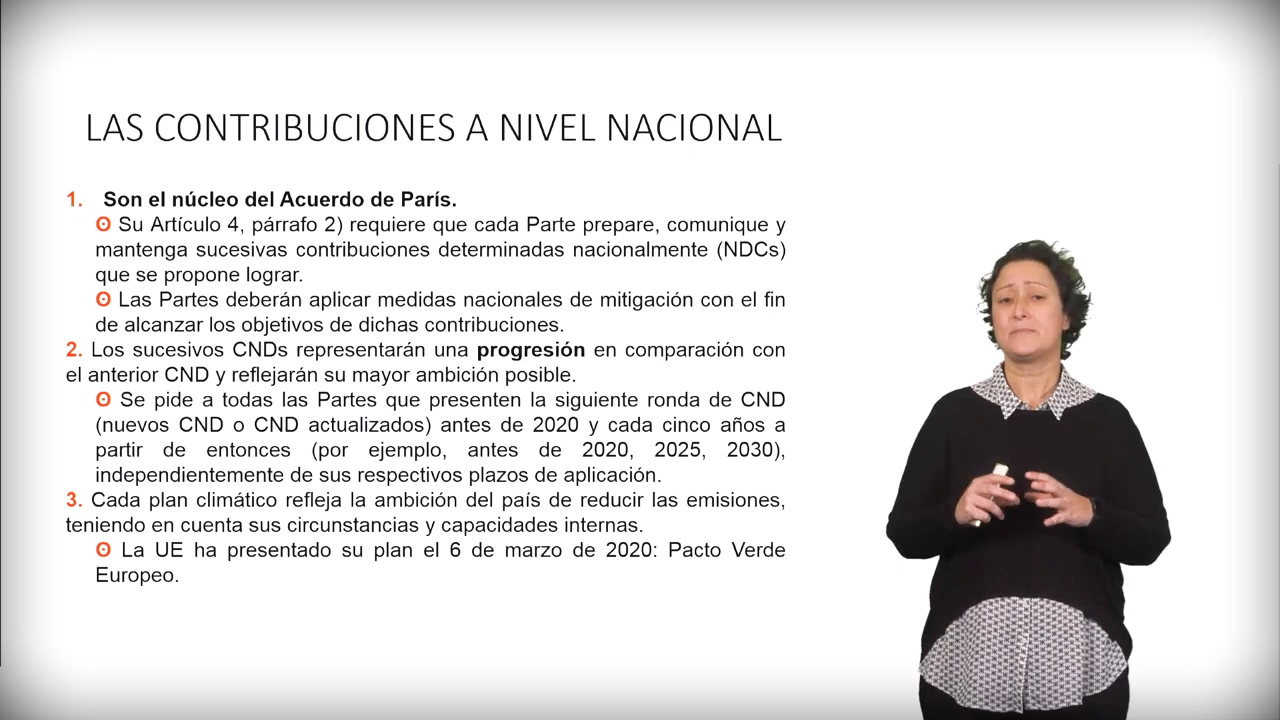 LAS CONTRIBUCIONES A NIVEL NACIONAL
1. Son el núcleo del Acuerdo de París.
ʘ Su Artículo 4, párrafo 2) requiere que cada Parte prepare, comunique y
mantenga sucesivas contribuciones determinadas nacionalmente (NDCs)
que se propone lograr.
ʘ Las Partes deberán aplicar medidas nacionales de mitigación con el fin
de alcanzar los objetivos de dichas contribuciones.
2. Los sucesivos CNDs representarán una progresión en comparación con
el anterior CND y reflejarán su mayor ambición posible.
ʘ Se pide a todas las Partes que presenten la siguiente ronda de CND
(nuevos CND o CND actualizados) antes de 2020 y cada cinco años a
partir de entonces (por ejemplo, antes de 2020, 2025, 2030),
independientemente de sus respectivos plazos de aplicación.
3. Cada plan climático refleja la ambición del país de reducir las emisiones,
teniendo en cuenta sus circunstancias y capacidades internas.
ʘ La UE ha presentado su plan el 6 de marzo de 2020: Pacto Verde
Europeo.